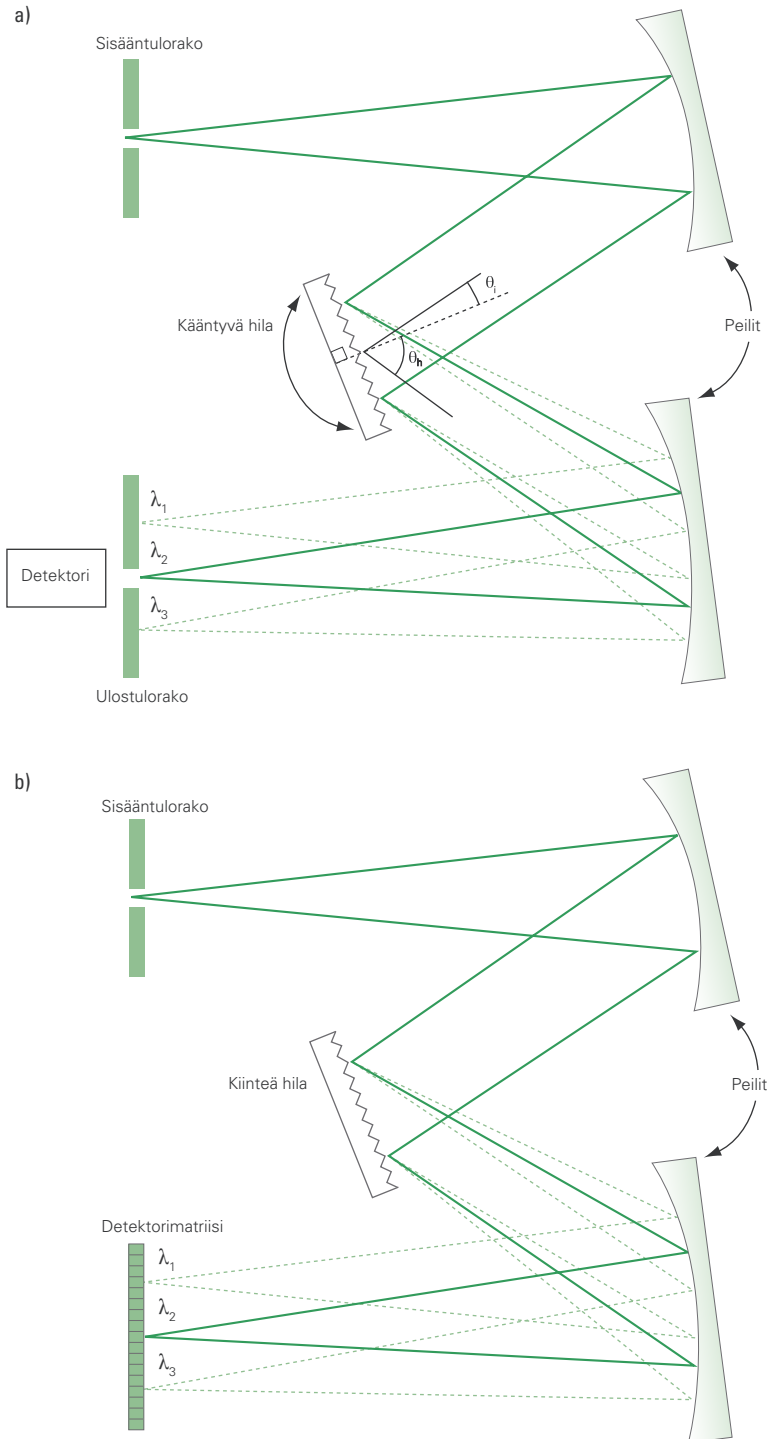 a)
Sisääntulorako
Kääntyvä hila
θi
θh
Peilit
λ1
λ2
Detektori
λ3
Ulostulorako
b)
Sisääntulorako
Kiinteä hila
Peilit
Detektorimatriisi
λ1
λ2
λ3